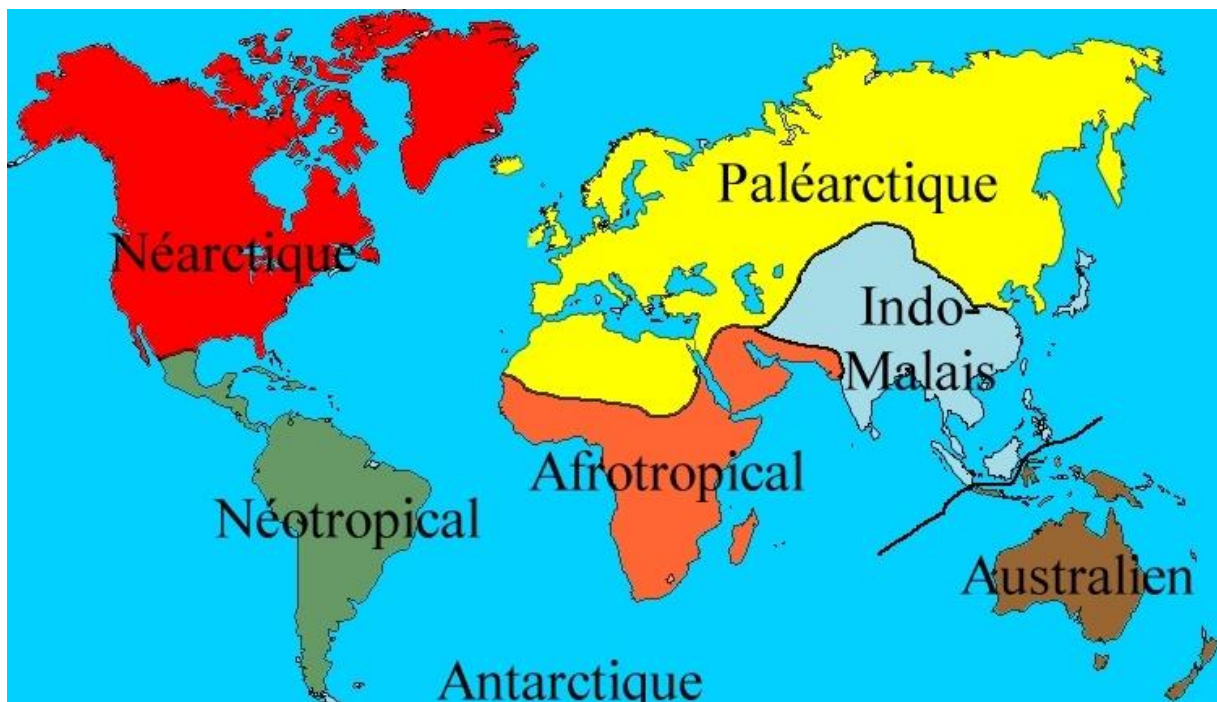 Paléarctique
Néarctique
Indo-
Malais
Afrotropical
Néotropical
Australien
Antarctique